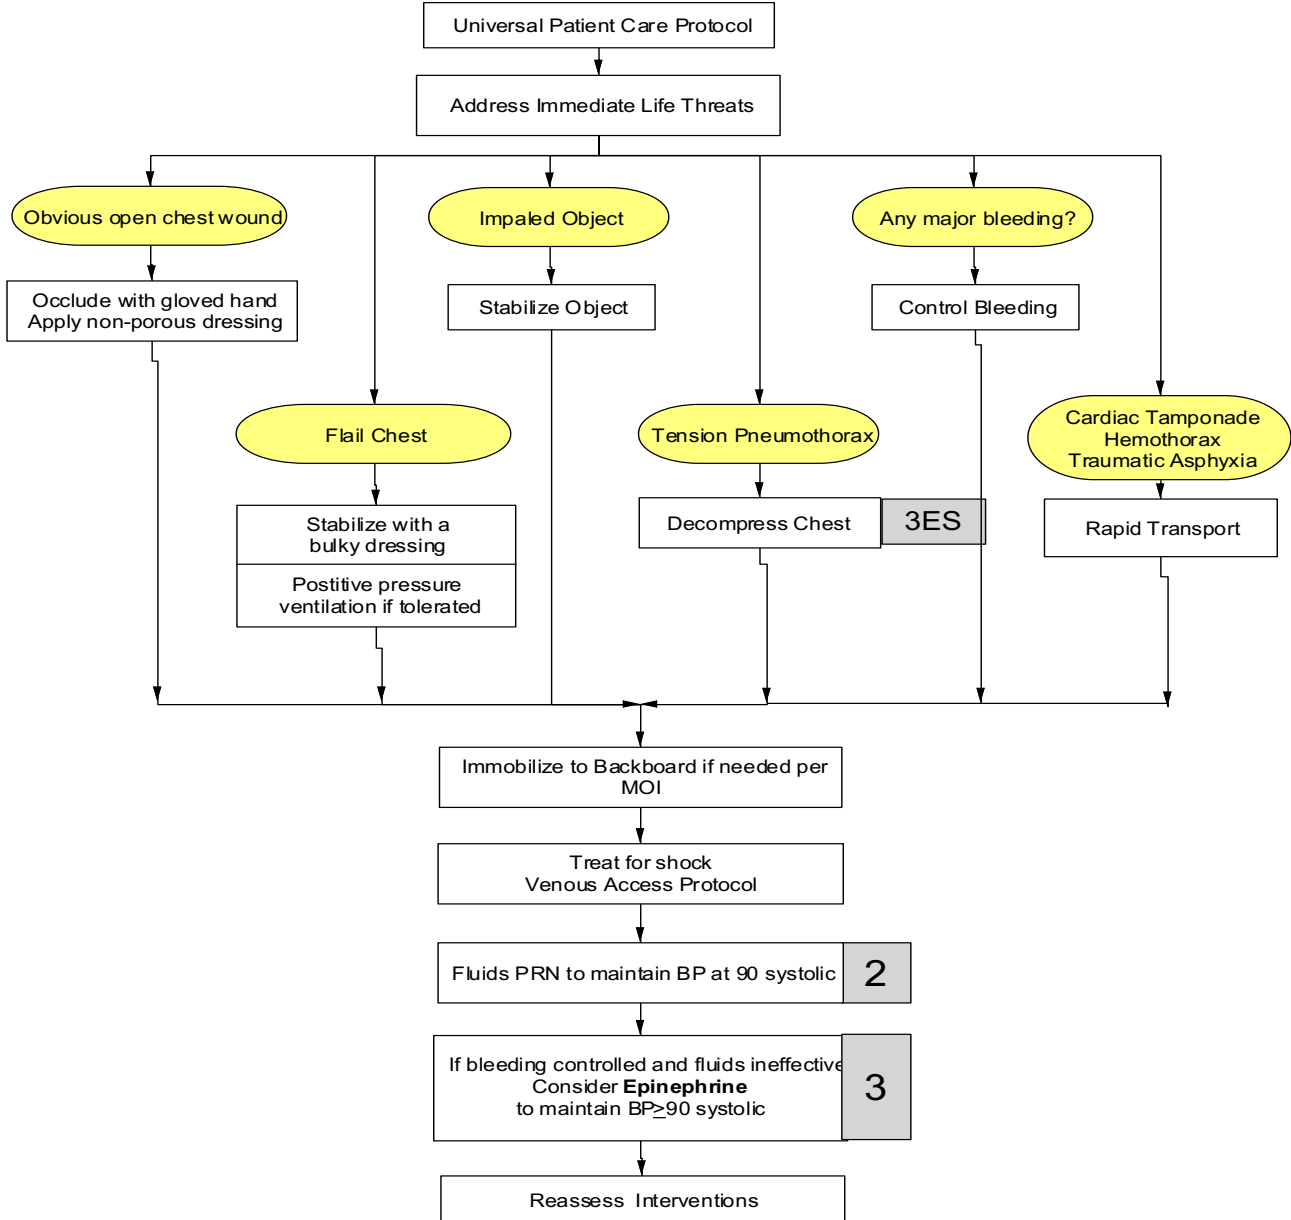 Universal Patient Care Protocol
Address Immediate Life Threats
Obvious open chest wound
Impaled Object
Any major bleeding?
Occlude with gloved hand
Apply non-porous dressing
Stabilize Object
Control Bleeding
Flail Chest
Tension Pneumothorax
Cardiac Tamponade
Hemothorax
Traumatic Asphyxia
Stabilize with a
bulky dressing
Postitive pressure
ventilation if tolerated
Decompress Chest
3ES
Rapid Transport
Immobilize to Backboard if needed per
MOI
Treat for shock
Venous Access Protocol
Fluids PRN to maintain BP at 90 systolic
2
If bleeding controlled and fluids ineffective
Consider Epinephrine
to maintain BP≥90 systolic
3
Reassess Interventions